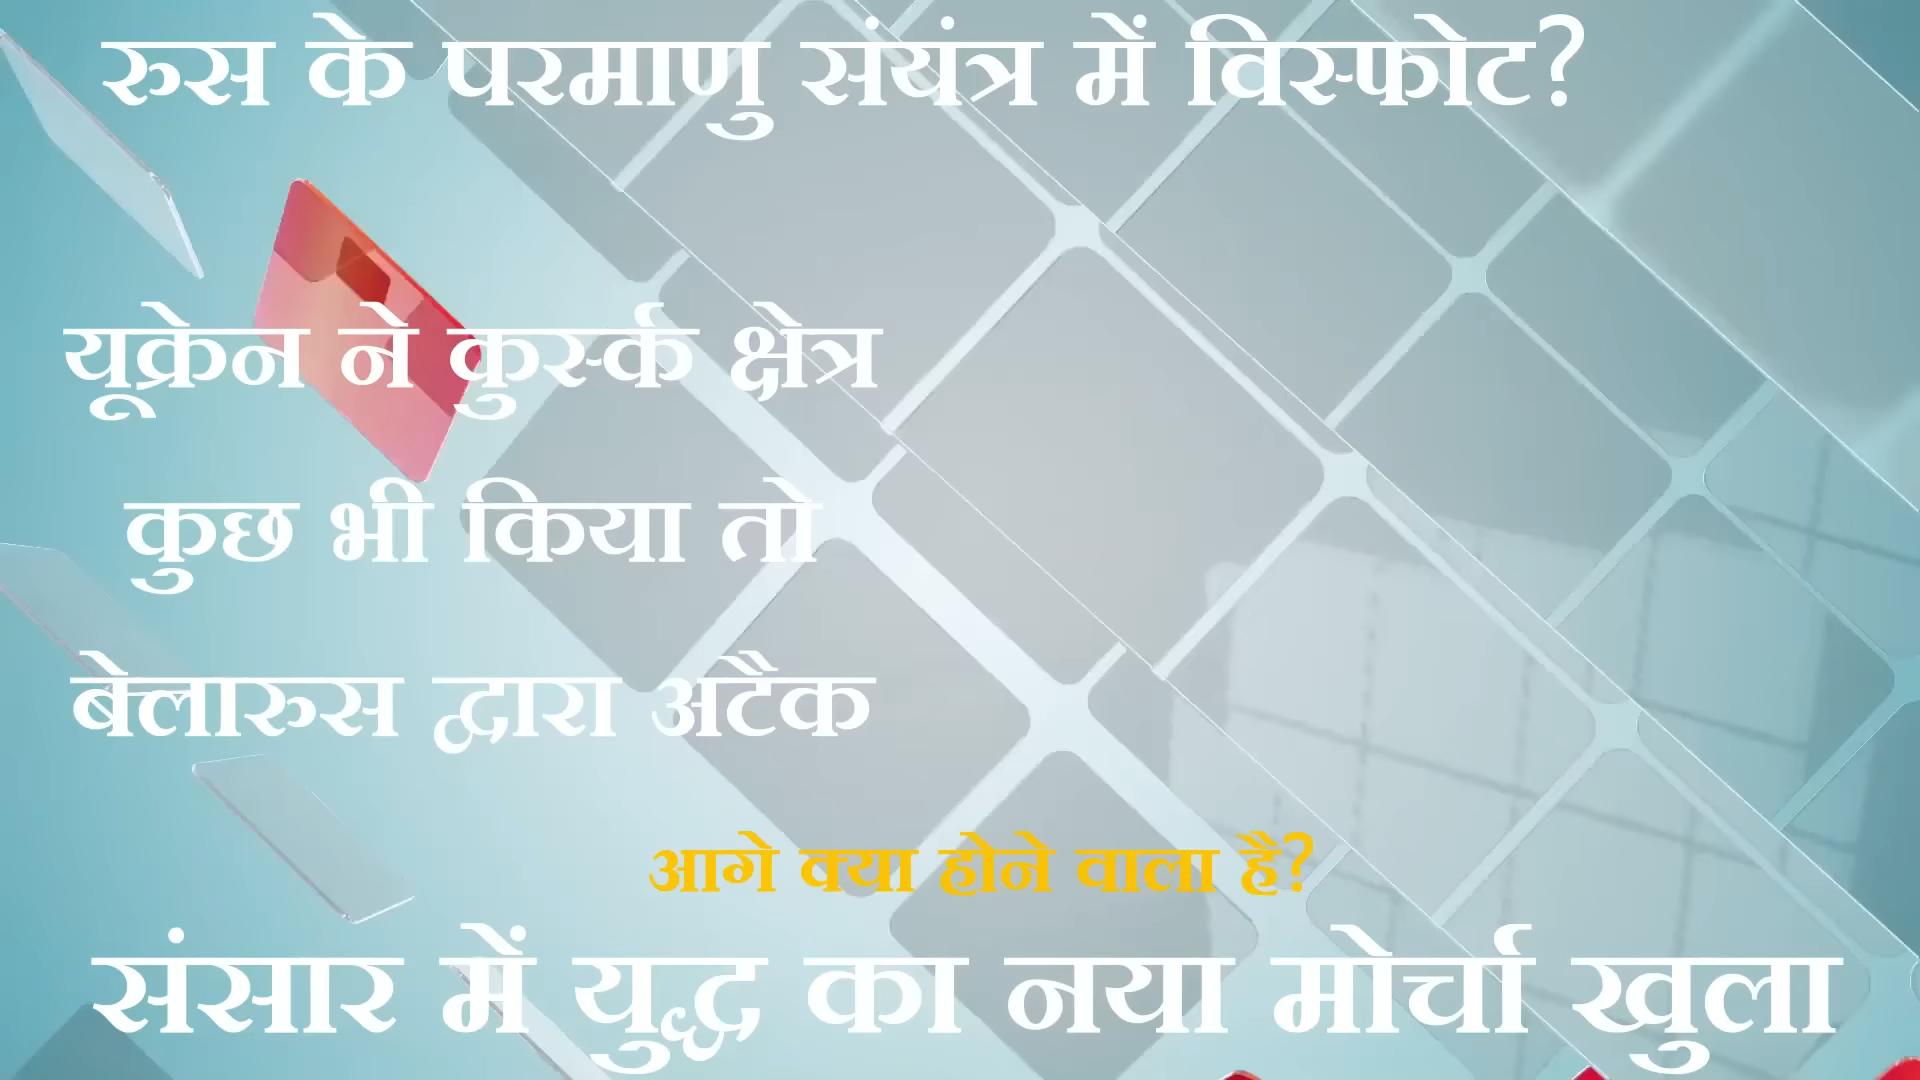 रुस के परमाणु संयंत्र में विस्फोट?
यूक्रेन ने कुर्स्क क्षेत्र
कुछ भी किया तो
बेलारुस द्वारा अटैक
आगे क्या होने वाला है?
संसार में युद्ध का नया मोर्चा खुला